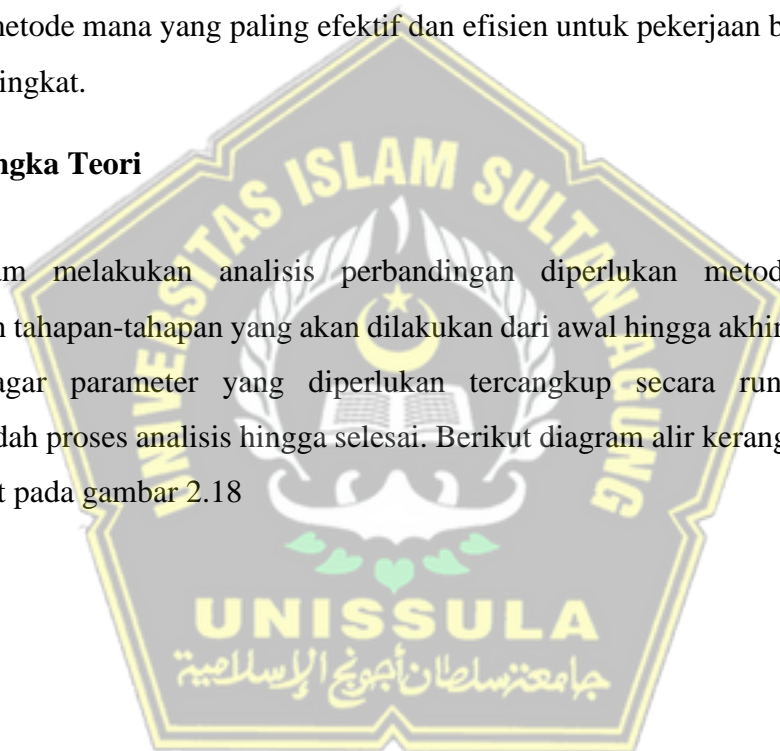 metode mana yang paling efektif dan efisien untuk pekerjaan b
ingkat.
ngka Teori
am melakukan analisis perbandingan diperlukan metod
n tahapan-tahapan yang akan dilakukan dari awal hingga akhir
agar parameter yang diperlukan tercangkup secara run
dah proses analisis hingga selesai. Berikut diagram alir kerang
t pada gambar 2.18
UNIVERSITAS ISLAM SULTAN AGUNG
UNISSULA
جامعتنسلطان أجونج الإسلامية